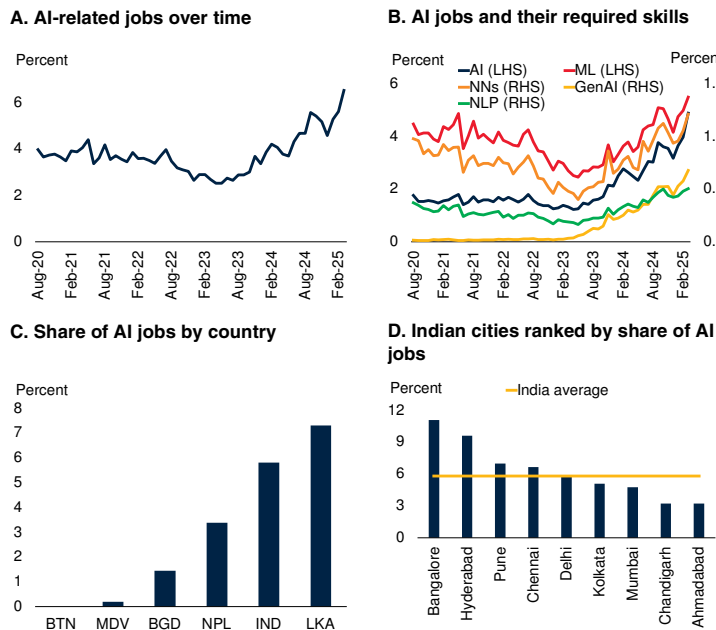 A. AI-related jobs over time
Percent
6
4
2
0
Aug-20
Feb-21
Aug-21
Feb-22
Aug-22
Feb-23
Aug-23
Feb-24
Aug-24
Feb-25
B. AI jobs and their required skills
Percent
Percen
AI (LHS)
ML (LHS)
NNs (RHS)
GenAI (RHS)
NLP (RHS)
6
4
2
0
1.
1.
0.
0.
Aug-20
Feb-21
Aug-21
Feb-22
Aug-22
Feb-23
Aug-23
Feb-24
Aug-24
Feb-25
C. Share of AI jobs by country
Percent
8
7
6
5
4
3
2
1
0
BTN
MDV
BGD
NPL
IND
LKA
D. Indian cities ranked by share of AI
jobs
Percent
India average
12
9
6
3
0
Bangalore
Hyderabad
Pune
Chennai
Delhi
Kolkata
Mumbai
Chandigarh
Ahmadabad